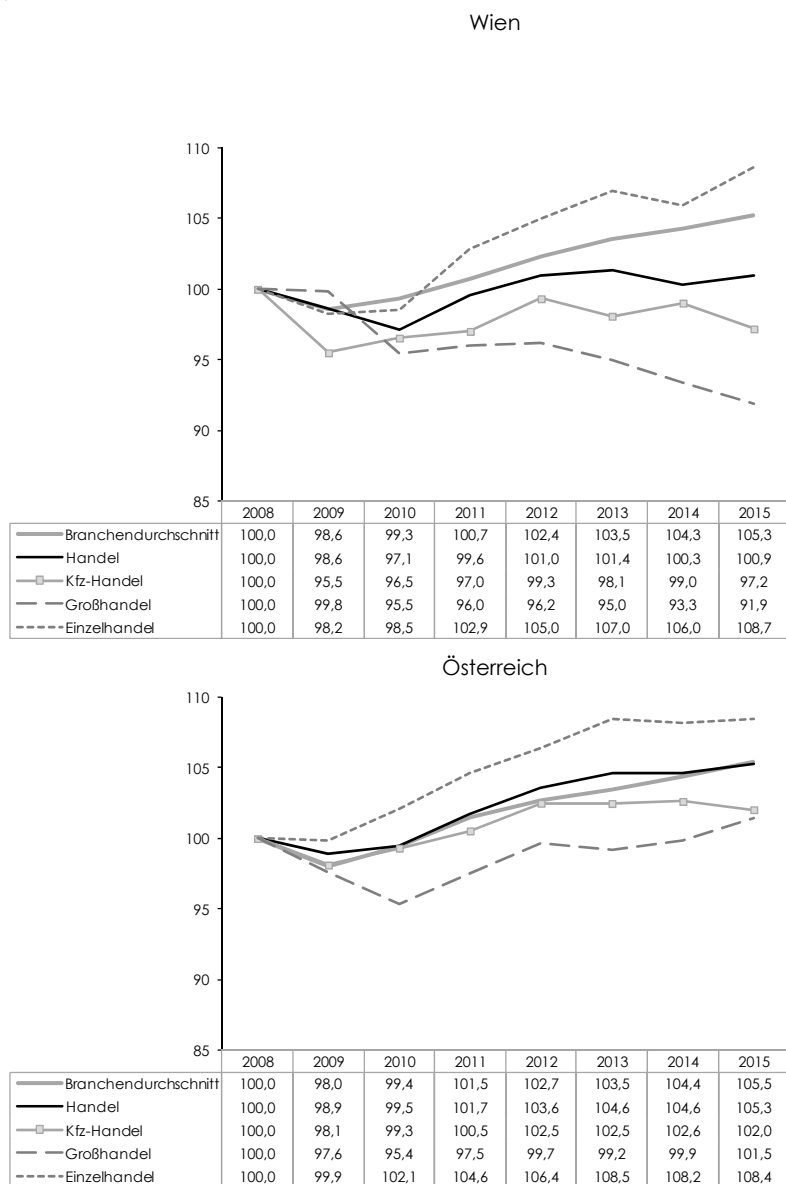 Wien
110
105
100
95
90
85
2008 2009 2010 2011 2012 2013 2014 2015
Branchendurchschnitt 100,0 98,6 99,3 100,7 102,4 103,5 104,3 105,3
Handel 100,0 98,6 97,1 99,6 101,0 101,4 100,3 100,9
Kfz-Handel 100,0 95,5 96,5 97,0 99,3 98,1 99,0 97,2
Großhandel 100,0 99,8 95,5 96,0 96,2 95,0 93,3 91,9
Einzelhandel 100,0 98,2 98,5 102,9 105,0 107,0 106,0 108,7
Österreich
110
105
100
95
90
85
2008 2009 2010 2011 2012 2013 2014 2015
Branchendurchschnitt 100,0 98,0 99,4 101,5 102,7 103,5 104,4 105,5
Handel 100,0 98,9 99,5 101,7 103,6 104,6 104,6 105,3
Kfz-Handel 100,0 98,1 99,3 100,5 102,5 102,5 102,6 102,0
Großhandel 100,0 97,6 95,4 97,5 99,7 99,2 99,9 101,5
Einzelhandel 100,0 99,9 102,1 104,6 106,4 108,5 108,2 108,4